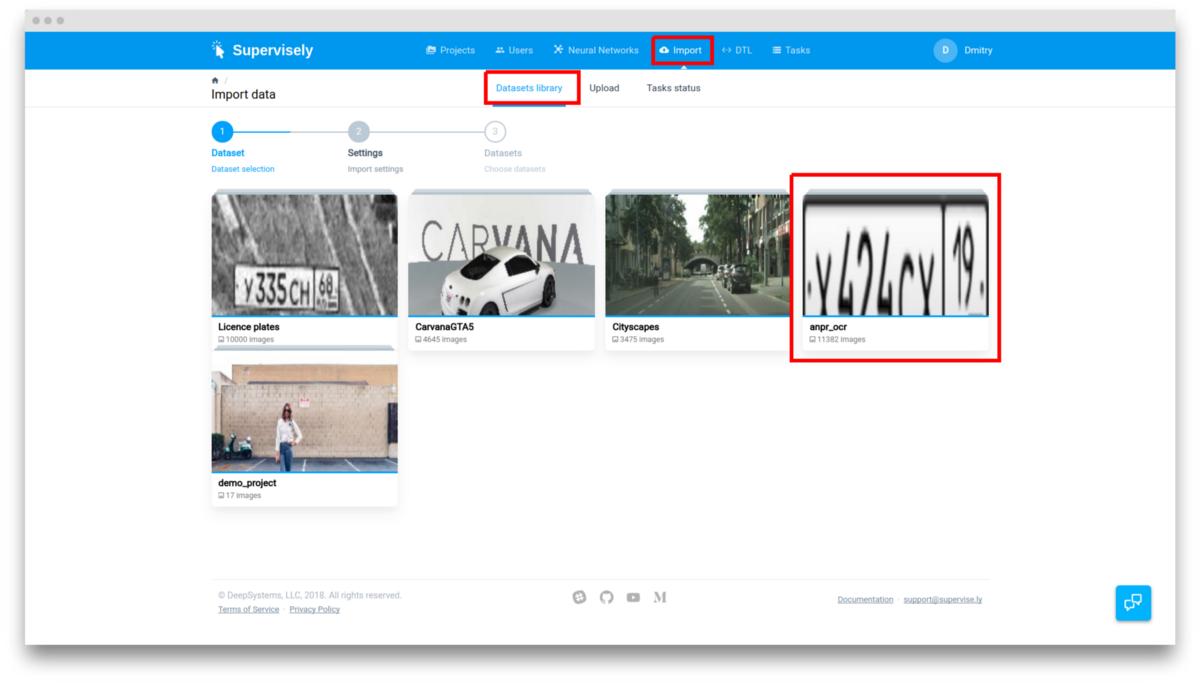 Supervisely
Projects
Users
Neural Networks
Import
DTL
Tasks
D
Dmitry
/
Import data
Datasets library
Upload
Tasks status
1
2
3
Dataset
Settings
Datasets
Dataset selection
Import settings
Choose datasets
У335СН 68
CARVANA
У424СХ 19
Licence plates
10000 images
CarvanaGTA5
4645 images
Cityscapes
3475 images
anpr_ocr
11382 images
demo_project
17 images
© DeepSystems, LLC, 2018. All rights reserved.
Terms of Service · Privacy Policy
M
Documentation · support@supervise.ly